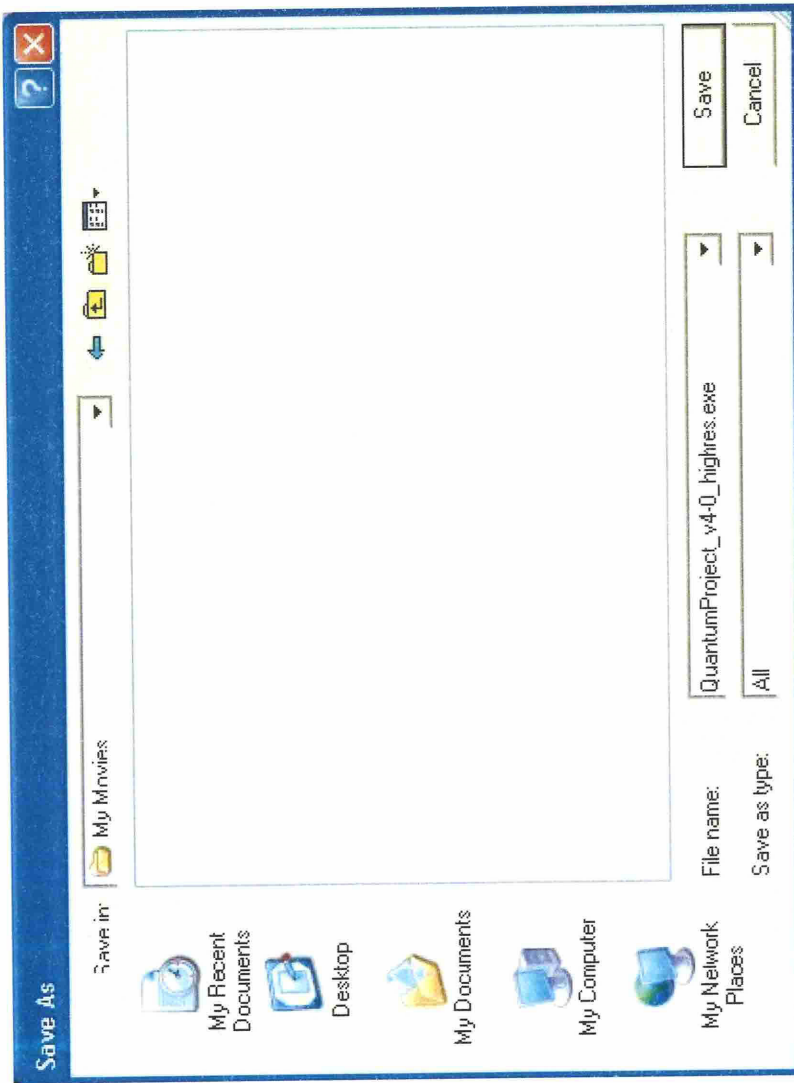 Save As
Save in:
My Movies
My Recent
Documents
Desktop
My Documents
My Computer
My Network
Places
File name:
QuantumProject_v4-0_highres.exe
Save
Save as type:
All
Cancel